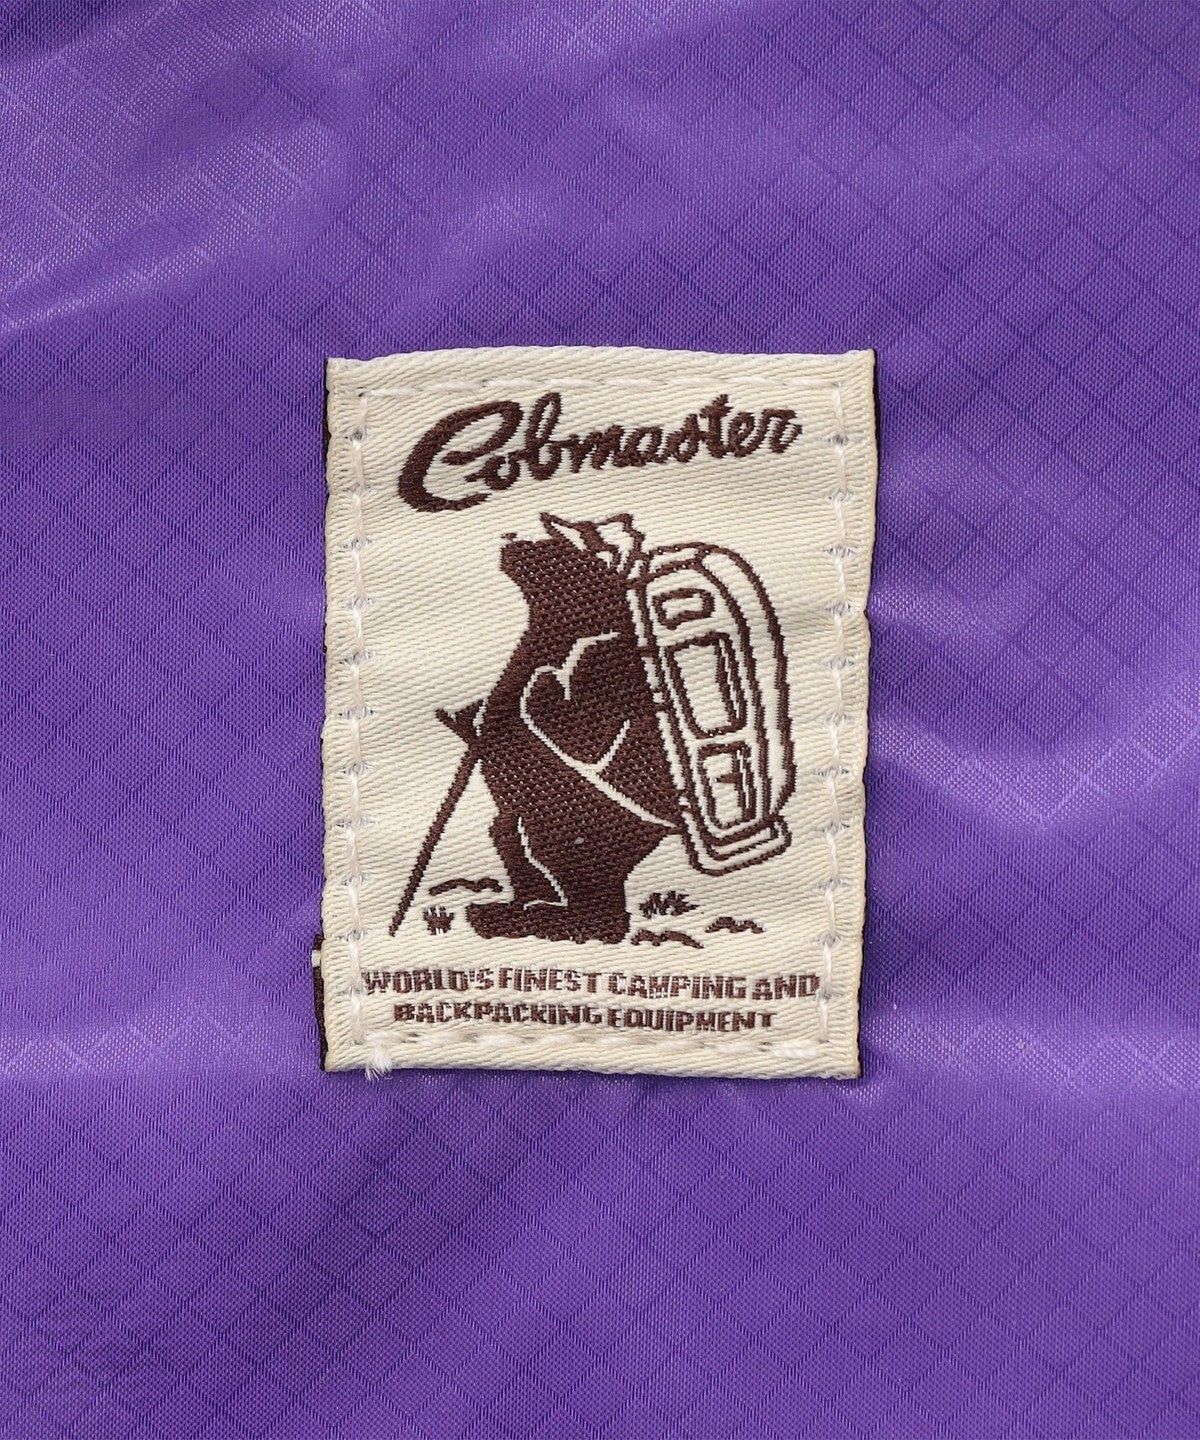 Cobmaster
WORLD'S FINEST CAMPING AND
BACKPACKING EQUIPMENT